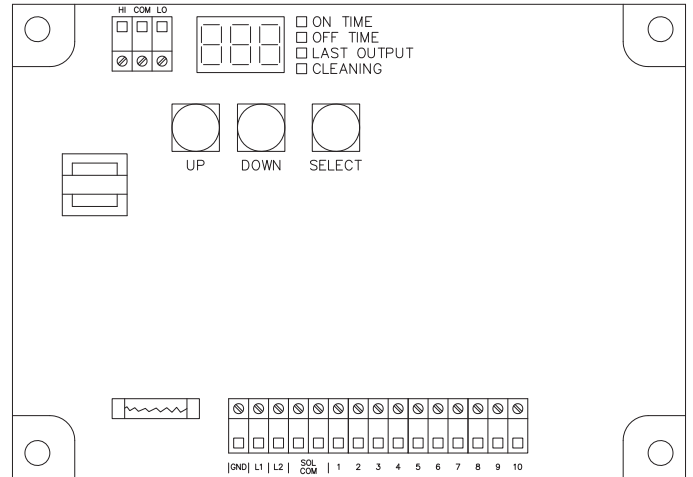 HI COM LO
ON TIME
OFF TIME
LAST OUTPUT
CLEANING
UP DOWN SELECT
GND L1 L2 SOL COM 1 2 3 4 5 6 7 8 9 10